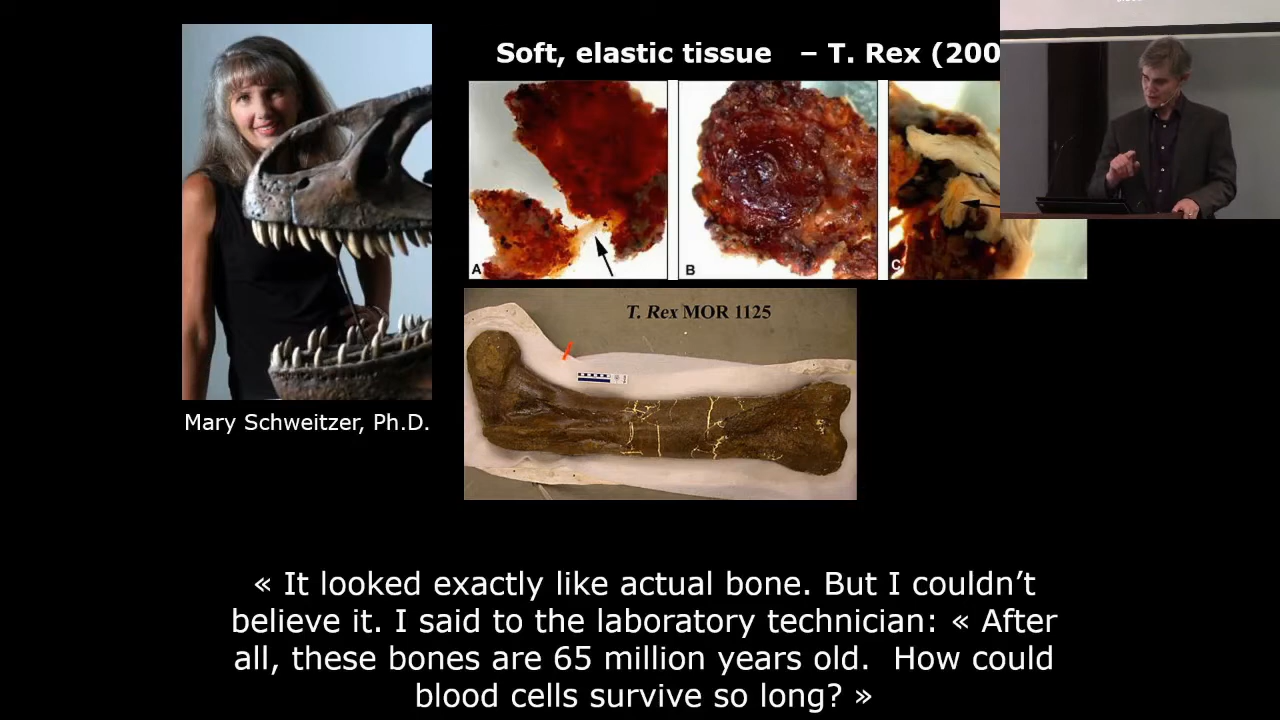 Soft, elastic tissue – T. Rex (200
A
B
C
T. Rex MOR 1125
Mary Schweitzer, Ph.D.
« It looked exactly like actual bone. But I couldn’t
believe it. I said to the laboratory technician: « After
all, these bones are 65 million years old. How could
blood cells survive so long? »